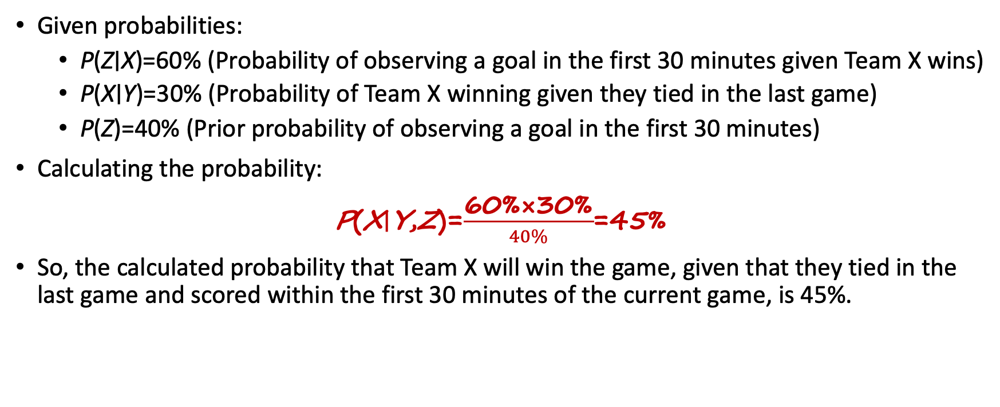 • Given probabilities:
• P(Z|X)=60% (Probability of observing a goal in the first 30 minutes given Team X wins)
• P(X|Y)=30% (Probability of Team X winning given they tied in the last game)
• P(Z)=40% (Prior probability of observing a goal in the first 30 minutes)
• Calculating the probability:
P(X|Y,Z)=60%×30%/40%=45%
• So, the calculated probability that Team X will win the game, given that they tied in the
last game and scored within the first 30 minutes of the current game, is 45%.